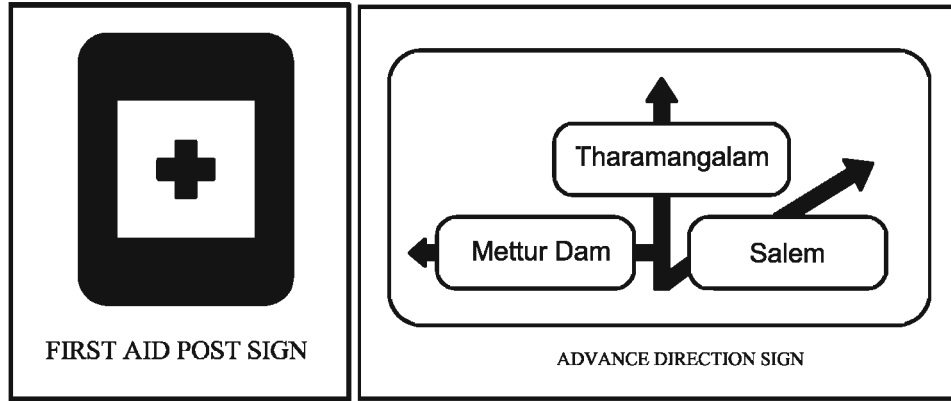 FIRST AID POST SIGN
Tharamangalam
Mettur Dam
Salem
ADVANCE DIRECTION SIGN